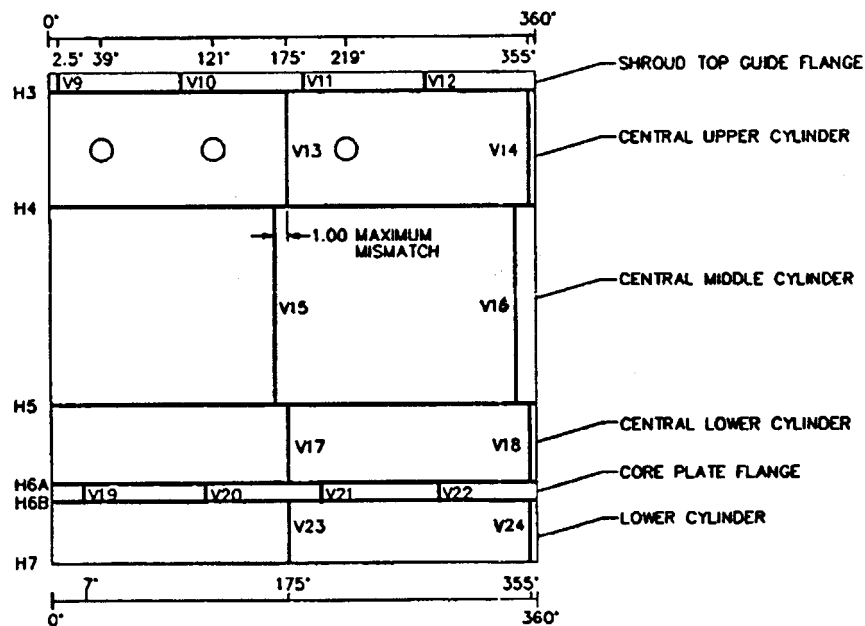 0° 360°
2.5° 39° 121° 175° 219° 355°
V9 V10 V11 V12 SHROUD TOP GUIDE FLANGE
H3
V13 V14 CENTRAL UPPER CYLINDER
H4
1.00 MAXIMUM
MISMATCH
CENTRAL MIDDLE CYLINDER
V15 V16
H5
V17 V18 CENTRAL LOWER CYLINDER
CORE PLATE FLANGE
H6A
V19 V20 V21 V22
H6B
V23 V24 LOWER CYLINDER
H7
7° 175° 355°
0° 360°